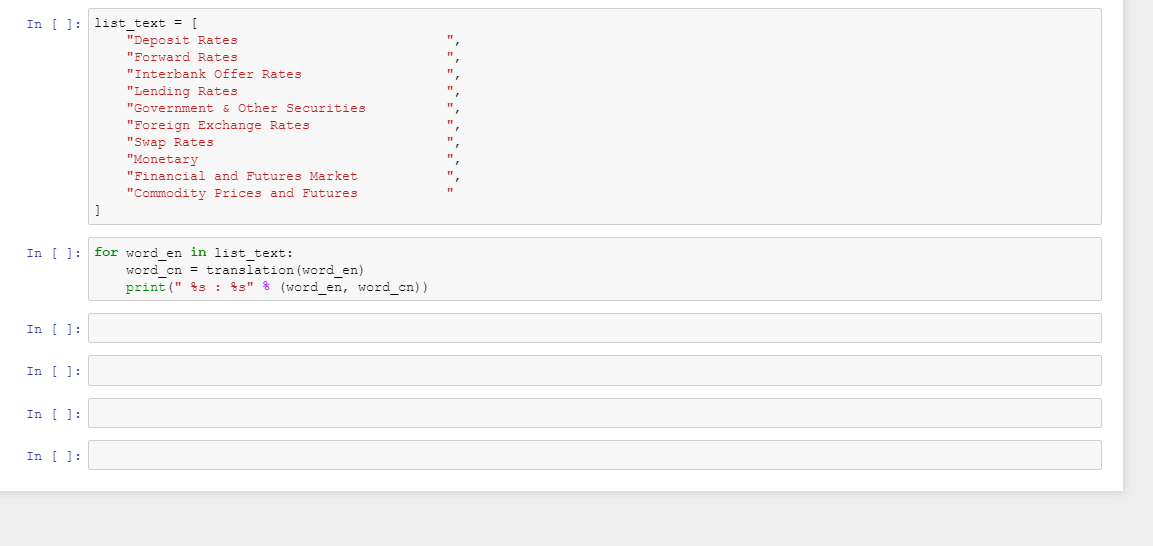 In [ ]: list_text = [
    "Deposit Rates                          ",
    "Forward Rates                          ",
    "Interbank Offer Rates                  ",
    "Lending Rates                          ",
    "Government & Other Securities          ",
    "Foreign Exchange Rates                 ",
    "Swap Rates                             ",
    "Monetary                               ",
    "Financial and Futures Market           ",
    "Commodity Prices and Futures           "
]
In [ ]: for word_en in list_text:
    word_cn = translation(word_en)
    print(" %s : %s" % (word_en, word_cn))
In [ ]:
In [ ]:
In [ ]:
In [ ]: